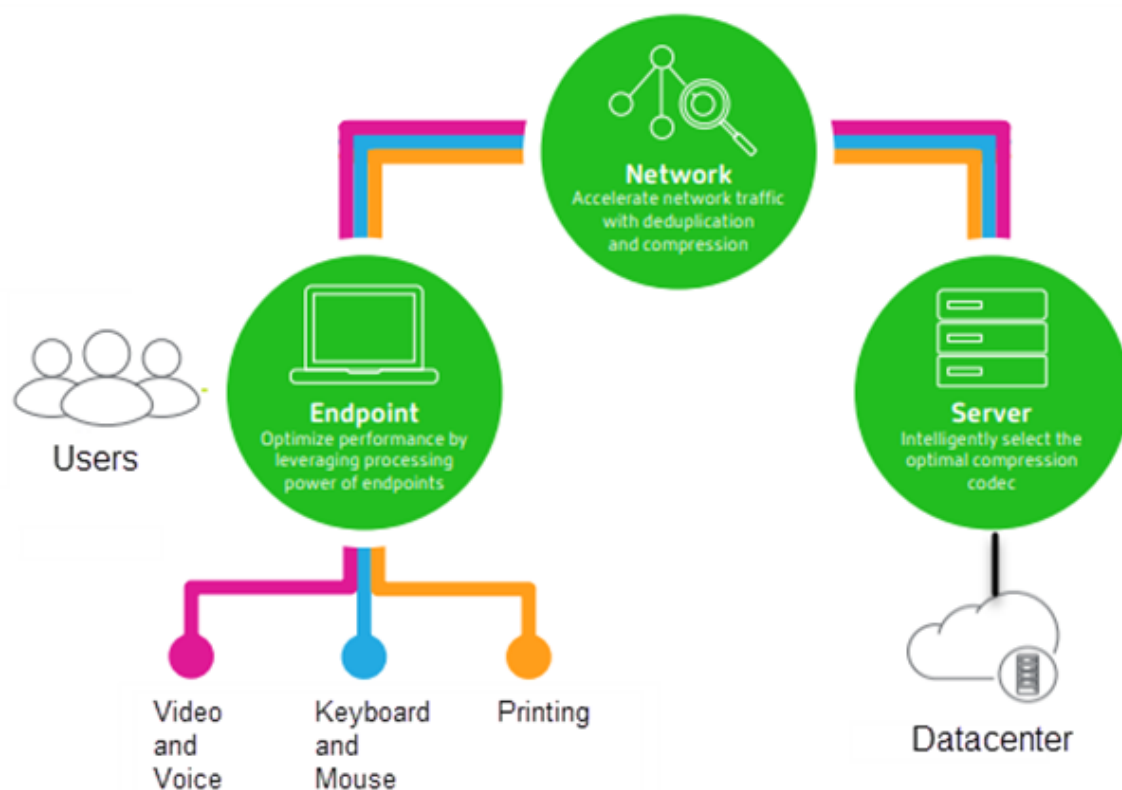 Network
Accelerate network traffic
with deduplication
and compression
Users
Endpoint
Optimize performance by
leveraging processing
power of endpoints
Server
Intelligently select the
optimal compression
codec
Video
and
Voice
Keyboard
and
Mouse
Printing
Datacenter